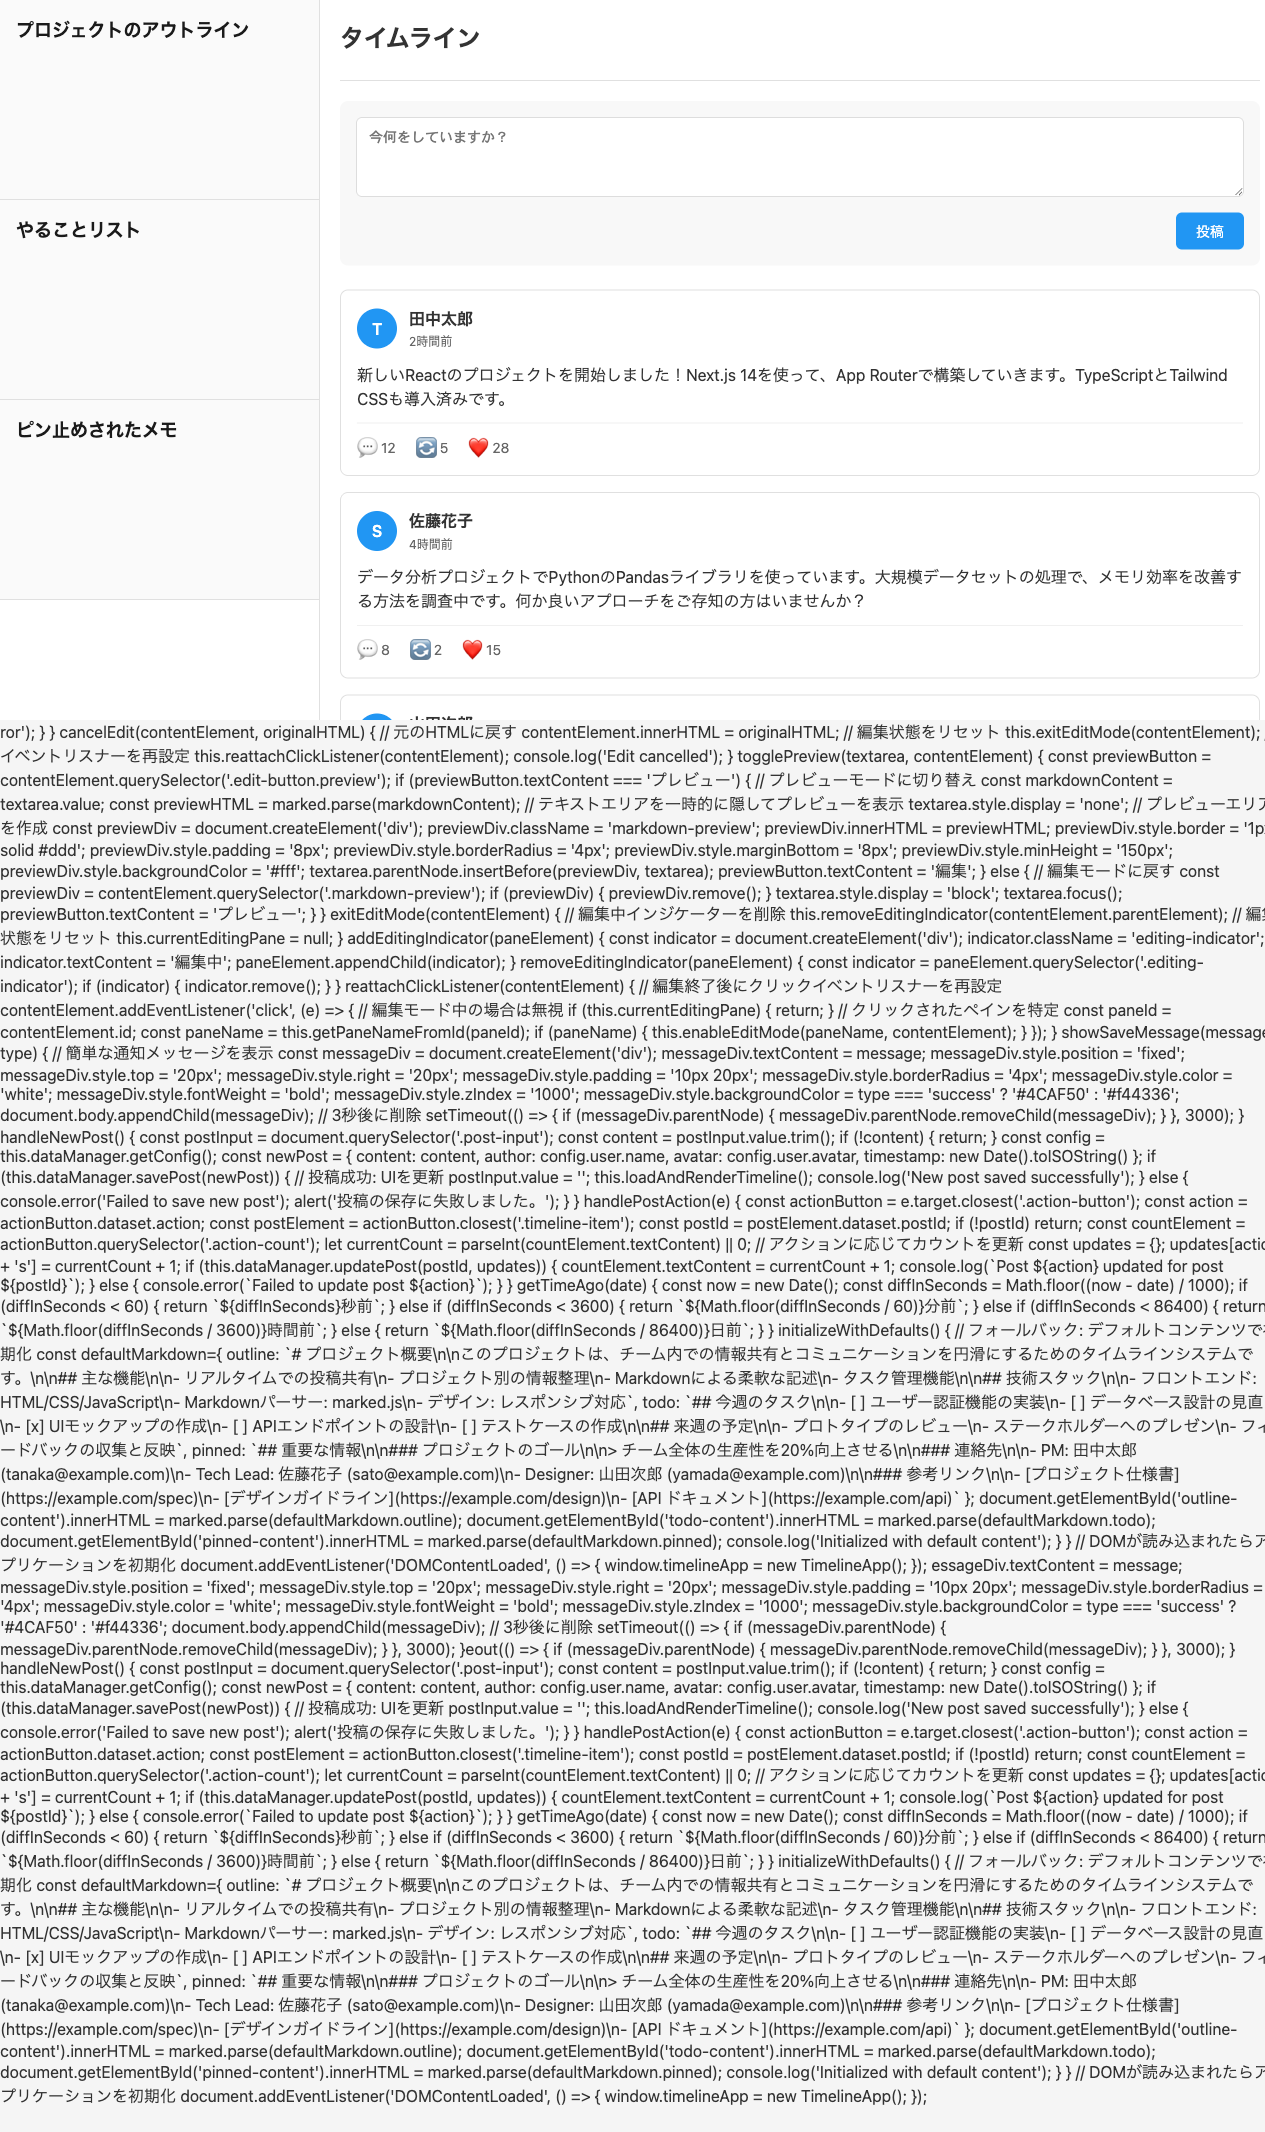 プロジェクトのアウトライン
やることリスト
ピン止めされたメモ
タイムライン
今何をしていますか？
投稿
T
田中太郎
2時間前
新しいReactのプロジェクトを開始しました！Next.js 14を使って、App Routerで構築していきます。TypeScriptとTailwind
CSSも導入済みです。
12 5 28
S
佐藤花子
4時間前
データ分析プロジェクトでPythonのPandasライブラリを使っています。大規模データセットの処理で、メモリ効率を改善す
る方法を調査中です。何か良いアプローチをご存知の方はいませんか？
8 2 15
ror'); } } cancelEdit(contentElement, originalHTML) { // 元のHTMLに戻す contentElement.innerHTML = originalHTML; // 編集状態をリセット this.exitEditMode(contentElement); /
イベントリスナーを再設定 this.reattachClickListener(contentElement); console.log('Edit cancelled'); } togglePreview(textarea, contentElement) { const previewButton =
contentElement.querySelector('.edit-button.preview'); if (previewButton.textContent === 'プレビュー') { // プレビューモードに切り替え const markdownContent =
textarea.value; const previewHTML = marked.parse(markdownContent); // テキストエリアを一時的に隠してプレビューを表示 textarea.style.display = 'none'; // プレビューエリア
を作成 const previewDiv = document.createElement('div'); previewDiv.className = 'markdown-preview'; previewDiv.innerHTML = previewHTML; previewDiv.style.border = '1px
solid #ddd'; previewDiv.style.padding = '8px'; previewDiv.style.borderRadius = '4px'; previewDiv.style.marginBottom = '8px'; previewDiv.style.minHeight = '150px';
previewDiv.style.backgroundColor = '#fff'; textarea.parentNode.insertBefore(previewDiv, textarea); previewButton.textContent = '編集'; } else { // 編集モードに戻す const
previewDiv = contentElement.querySelector('.markdown-preview'); if (previewDiv) { previewDiv.remove(); } textarea.style.display = 'block'; textarea.focus();
previewButton.textContent = 'プレビュー'; } } exitEditMode(contentElement) { // 編集中インジケーターを削除 this.removeEditingIndicator(contentElement.parentElement); // 編集
状態をリセット this.currentEditingPane = null; } addEditingIndicator(paneElement) { const indicator = document.createElement('div'); indicator.className = 'editing-indicator';
indicator.textContent = '編集中'; paneElement.appendChild(indicator); } removeEditingIndicator(paneElement) { const indicator = paneElement.querySelector('.editing-
indicator'); if (indicator) { indicator.remove(); } } reattachClickListener(contentElement) { // 編集終了後にクリックイベントリスナーを再設定
contentElement.addEventListener('click', (e) => { // 編集モード中の場合は無視 if (this.currentEditingPane) { return; } // クリックされたペインを特定 const paneId =
contentElement.id; const paneName = this.getPaneNameFromId(paneId); if (paneName) { this.enableEditMode(paneName, contentElement); } }); } showSaveMessage(message
type) { // 簡単な通知メッセージを表示 const messageDiv = document.createElement('div'); messageDiv.textContent = message; messageDiv.style.position = 'fixed';
messageDiv.style.top = '20px'; messageDiv.style.right = '20px'; messageDiv.style.padding = '10px 20px'; messageDiv.style.borderRadius = '4px'; messageDiv.style.color =
'white'; messageDiv.style.fontWeight = 'bold'; messageDiv.style.zIndex = '1000'; messageDiv.style.backgroundColor = type === 'success' ? '#4CAF50' : '#f44336';
document.body.appendChild(messageDiv); // 3秒後に削除 setTimeout(() => { if (messageDiv.parentNode) { messageDiv.parentNode.removeChild(messageDiv); } }, 3000); }
handleNewPost() { const postInput = document.querySelector('.post-input'); const content = postInput.value.trim(); if (!content) { return; } const config =
this.dataManager.getConfig(); const newPost = { content: content, author: config.user.name, avatar: config.user.avatar, timestamp: new Date().toISOString() }; if
(this.dataManager.savePost(newPost)) { // 投稿成功: UIを更新 postInput.value = ''; this.loadAndRenderTimeline(); console.log('New post saved successfully'); } else {
console.error('Failed to save new post'); alert('投稿の保存に失敗しました。'); } } handlePostAction(e) { const actionButton = e.target.closest('.action-button'); const action =
actionButton.dataset.action; const postElement = actionButton.closest('.timeline-item'); const postId = postElement.dataset.postId; if (!postId) return; const countElement =
actionButton.querySelector('.action-count'); let currentCount = parseInt(countElement.textContent) || 0; // アクションに応じてカウントを更新 const updates = {}; updates[actio
+ 's'] = currentCount + 1; if (this.dataManager.updatePost(postId, updates)) { countElement.textContent = currentCount + 1; console.log(`Post ${action} updated for post
${postId}`); } else { console.error(`Failed to update post ${action}`); } } getTimeAgo(date) { const now = new Date(); const diffInSeconds = Math.floor((now - date) / 1000); if
(diffInSeconds < 60) { return `${diffInSeconds}秒前`; } else if (diffInSeconds < 3600) { return `${Math.floor(diffInSeconds / 60)}分前`; } else if (diffInSeconds < 86400) { return
`${Math.floor(diffInSeconds / 3600)}時間前`; } else { return `${Math.floor(diffInSeconds / 86400)}日前`; } } initializeWithDefaults() { // フォールバック: デフォルトコンテンツで
期化 const defaultMarkdown={ outline: `# プロジェクト概要\n\nこのプロジェクトは、チーム内での情報共有とコミュニケーションを円滑にするためのタイムラインシステムで
す。\n\n## 主な機能\n\n- リアルタイムでの投稿共有\n- プロジェクト別の情報整理\n- Markdownによる柔軟な記述\n- タスク管理機能\n\n## 技術スタック\n\n- フロントエンド:
HTML/CSS/JavaScript\n- Markdownパーサー: marked.js\n- デザイン: レスポンシブ対応`, todo: `## 今週のタスク\n\n- [ ] ユーザー認証機能の実装\n- [ ] データベース設計の見直
\n- [x] UIモックアップの作成\n- [ ] APIエンドポイントの設計\n- [ ] テストケースの作成\n\n## 来週の予定\n\n- プロトタイプのレビュー\n- ステークホルダーへのプレゼン\n- フィ
ードバックの収集と反映`, pinned: `## 重要な情報\n\n### プロジェクトのゴール\n\n> チーム全体の生産性を20%向上させる\n\n### 連絡先\n\n- PM: 田中太郎
(tanaka@example.com)\n- Tech Lead: 佐藤花子 (sato@example.com)\n- Designer: 山田次郎 (yamada@example.com)\n\n### 参考リンク\n\n- [プロジェクト仕様書]
(https://example.com/spec)\n- [デザインガイドライン](https://example.com/design)\n- [API ドキュメント](https://example.com/api)` }; document.getElementById('outline-
content').innerHTML = marked.parse(defaultMarkdown.outline); document.getElementById('todo-content').innerHTML = marked.parse(defaultMarkdown.todo);
document.getElementById('pinned-content').innerHTML = marked.parse(defaultMarkdown.pinned); console.log('Initialized with default content'); } } // DOMが読み込まれたらア
プリケーションを初期化 document.addEventListener('DOMContentLoaded', () => { window.timelineApp = new TimelineApp(); }); essageDiv.textContent = message;
messageDiv.style.position = 'fixed'; messageDiv.style.top = '20px'; messageDiv.style.right = '20px'; messageDiv.style.padding = '10px 20px'; messageDiv.style.borderRadius =
'4px'; messageDiv.style.color = 'white'; messageDiv.style.fontWeight = 'bold'; messageDiv.style.zIndex = '1000'; messageDiv.style.backgroundColor = type === 'success' ?
'#4CAF50' : '#f44336'; document.body.appendChild(messageDiv); // 3秒後に削除 setTimeout(() => { if (messageDiv.parentNode) {
messageDiv.parentNode.removeChild(messageDiv); } }, 3000); }eout(() => { if (messageDiv.parentNode) { messageDiv.parentNode.removeChild(messageDiv); } }, 3000); }
handleNewPost() { const postInput = document.querySelector('.post-input'); const content = postInput.value.trim(); if (!content) { return; } const config =
this.dataManager.getConfig(); const newPost = { content: content, author: config.user.name, avatar: config.user.avatar, timestamp: new Date().toISOString() }; if
(this.dataManager.savePost(newPost)) { // 投稿成功: UIを更新 postInput.value = ''; this.loadAndRenderTimeline(); console.log('New post saved successfully'); } else {
console.error('Failed to save new post'); alert('投稿の保存に失敗しました。'); } } handlePostAction(e) { const actionButton = e.target.closest('.action-button'); const action =
actionButton.dataset.action; const postElement = actionButton.closest('.timeline-item'); const postId = postElement.dataset.postId; if (!postId) return; const countElement =
actionButton.querySelector('.action-count'); let currentCount = parseInt(countElement.textContent) || 0; // アクションに応じてカウントを更新 const updates = {}; updates[actio
+ 's'] = currentCount + 1; if (this.dataManager.updatePost(postId, updates)) { countElement.textContent = currentCount + 1; console.log(`Post ${action} updated for post
${postId}`); } else { console.error(`Failed to update post ${action}`); } } getTimeAgo(date) { const now = new Date(); const diffInSeconds = Math.floor((now - date) / 1000); if
(diffInSeconds < 60) { return `${diffInSeconds}秒前`; } else if (diffInSeconds < 3600) { return `${Math.floor(diffInSeconds / 60)}分前`; } else if (diffInSeconds < 86400) { return
`${Math.floor(diffInSeconds / 3600)}時間前`; } else { return `${Math.floor(diffInSeconds / 86400)}日前`; } } initializeWithDefaults() { // フォールバック: デフォルトコンテンツで
期化 const defaultMarkdown={ outline: `# プロジェクト概要\n\nこのプロジェクトは、チーム内での情報共有とコミュニケーションを円滑にするためのタイムラインシステムで
す。\n\n## 主な機能\n\n- リアルタイムでの投稿共有\n- プロジェクト別の情報整理\n- Markdownによる柔軟な記述\n- タスク管理機能\n\n## 技術スタック\n\n- フロントエンド:
HTML/CSS/JavaScript\n- Markdownパーサー: marked.js\n- デザイン: レスポンシブ対応`, todo: `## 今週のタスク\n\n- [ ] ユーザー認証機能の実装\n- [ ] データベース設計の見直
\n- [x] UIモックアップの作成\n- [ ] APIエンドポイントの設計\n- [ ] テストケースの作成\n\n## 来週の予定\n\n- プロトタイプのレビュー\n- ステークホルダーへのプレゼン\n- フィ
ードバックの収集と反映`, pinned: `## 重要な情報\n\n### プロジェクトのゴール\n\n> チーム全体の生産性を20%向上させる\n\n### 連絡先\n\n- PM: 田中太郎
(tanaka@example.com)\n- Tech Lead: 佐藤花子 (sato@example.com)\n- Designer: 山田次郎 (yamada@example.com)\n\n### 参考リンク\n\n- [プロジェクト仕様書]
(https://example.com/spec)\n- [デザインガイドライン](https://example.com/design)\n- [API ドキュメント](https://example.com/api)` }; document.getElementById('outline-
content').innerHTML = marked.parse(defaultMarkdown.outline); document.getElementById('todo-content').innerHTML = marked.parse(defaultMarkdown.todo);
document.getElementById('pinned-content').innerHTML = marked.parse(defaultMarkdown.pinned); console.log('Initialized with default content'); } } // DOMが読み込まれたらア
プリケーションを初期化 document.addEventListener('DOMContentLoaded', () => { window.timelineApp = new TimelineApp(); });